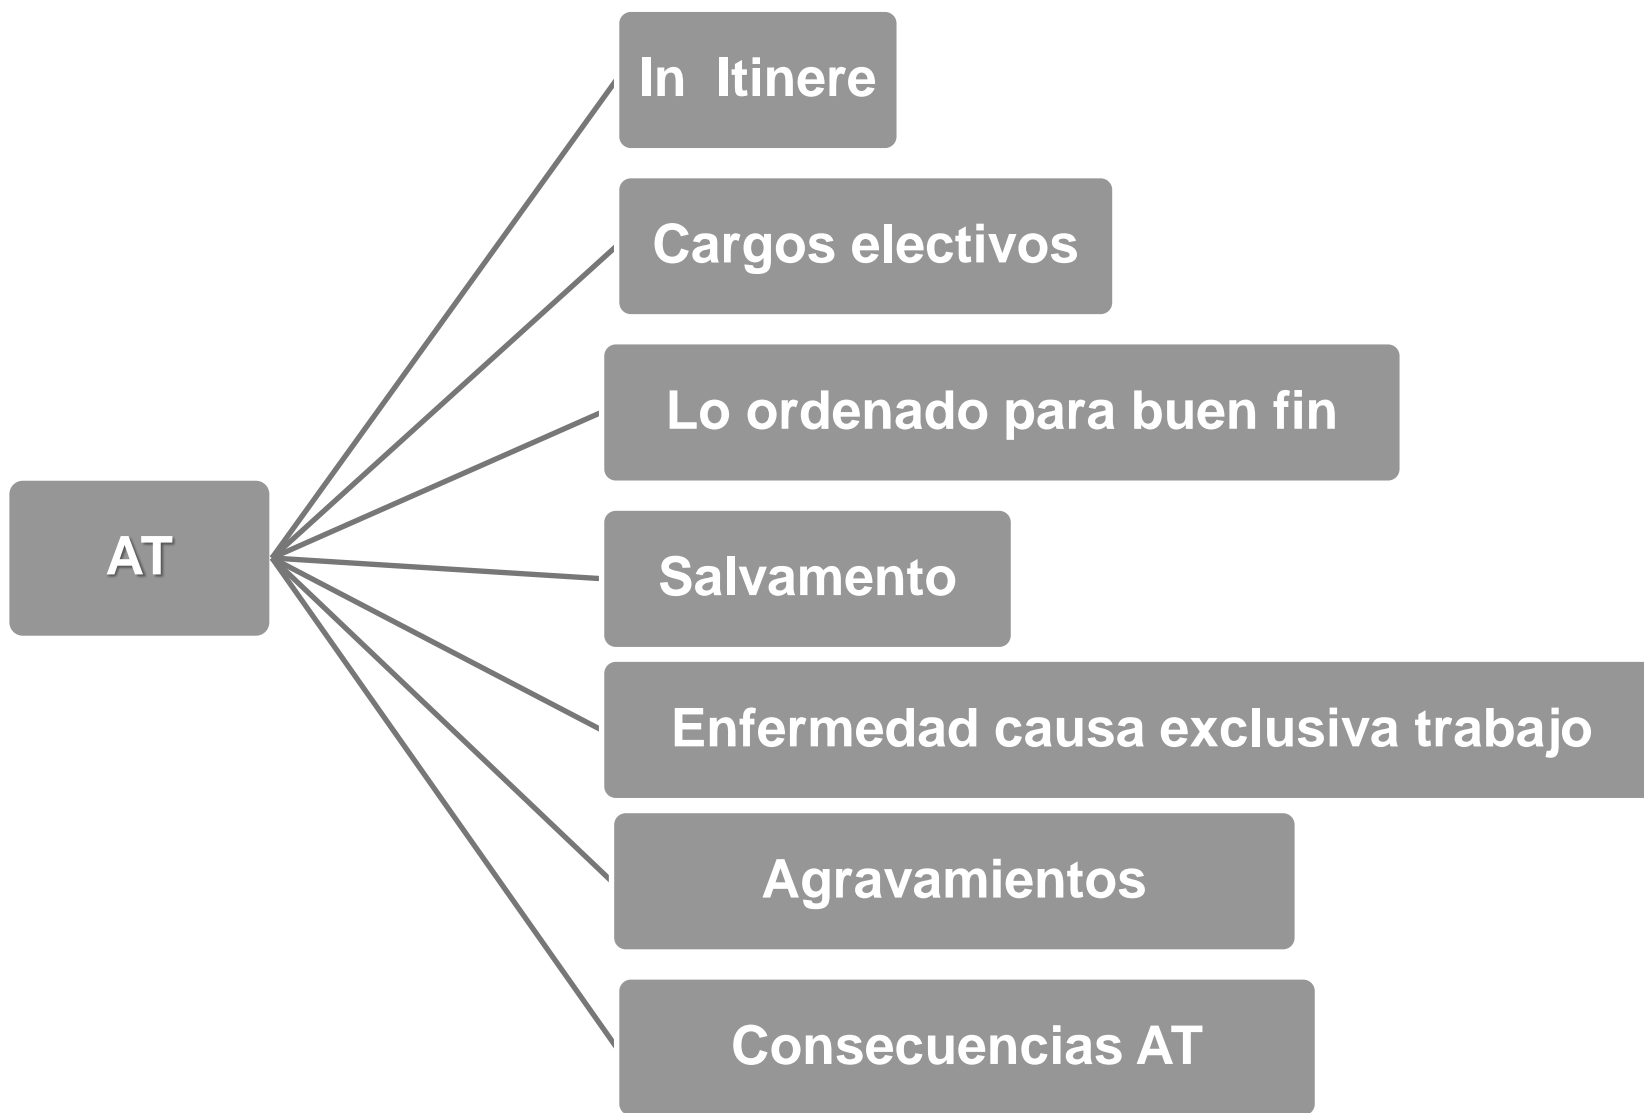 In Itinere
Cargos electivos
Lo ordenado para buen fin
AT
Salvamento
Enfermedad causa exclusiva trabajo
Agravamientos
Consecuencias AT